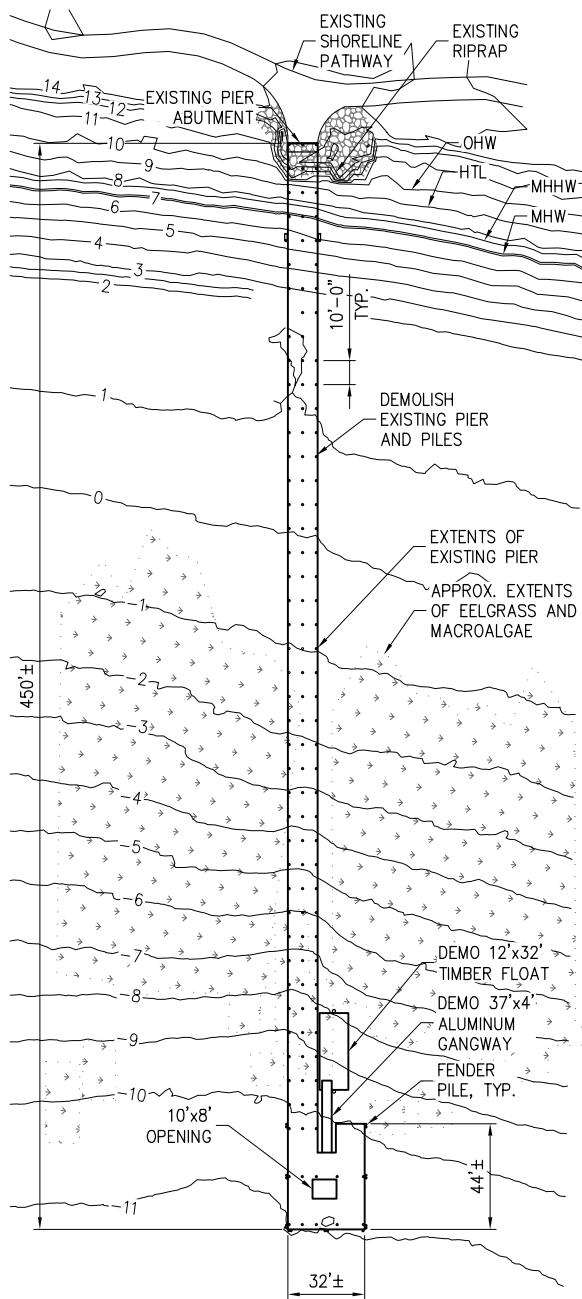 EXISTING
SHORELINE
PATHWAY
EXISTING
RIPRAP
EXISTING PIER
ABUTMENT
14
13
12
11
10
9
8
7
6
5
4
3
2
OHW
HTL
MHHW
MHW
10'-0"
TYP.
1
DEMOLISH
EXISTING PIER
AND PILES
0
EXTENTS OF
EXISTING PIER
APPROX. EXTENTS
OF EELGRASS AND
MACROALGAE
450'±
-1
-2
-3
-4
-5
-6
-7
-8
-9
-10
DEMO 12'x32'
TIMBER FLOAT
DEMO 37'x4'
ALUMINUM
GANGWAY
FENDER
PILE, TYP.
10'x8'
OPENING
44'±
-11
32'±